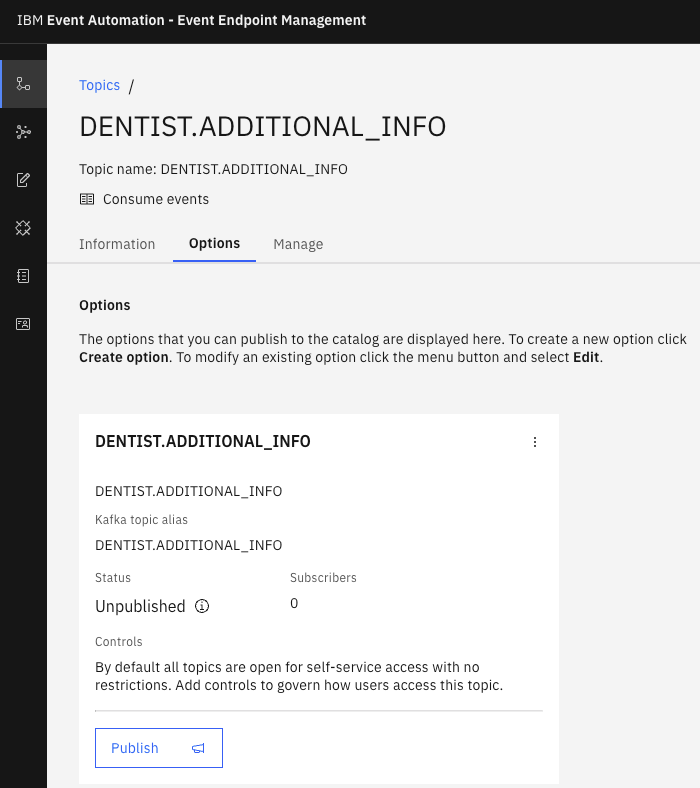 IBM Event Automation - Event Endpoint Management
Topics /
DENTIST.ADDITIONAL_INFO
Topic name: DENTIST.ADDITIONAL_INFO
Consume events
Information Options Manage
Options
The options that you can publish to the catalog are displayed here. To create a new option click
Create option. To modify an existing option click the menu button and select Edit.
DENTIST.ADDITIONAL_INFO
DENTIST.ADDITIONAL_INFO
Kafka topic alias
DENTIST.ADDITIONAL_INFO
Status Subscribers
Unpublished 0
Controls
By default all topics are open for self-service access with no
restrictions. Add controls to govern how users access this topic.
Publish